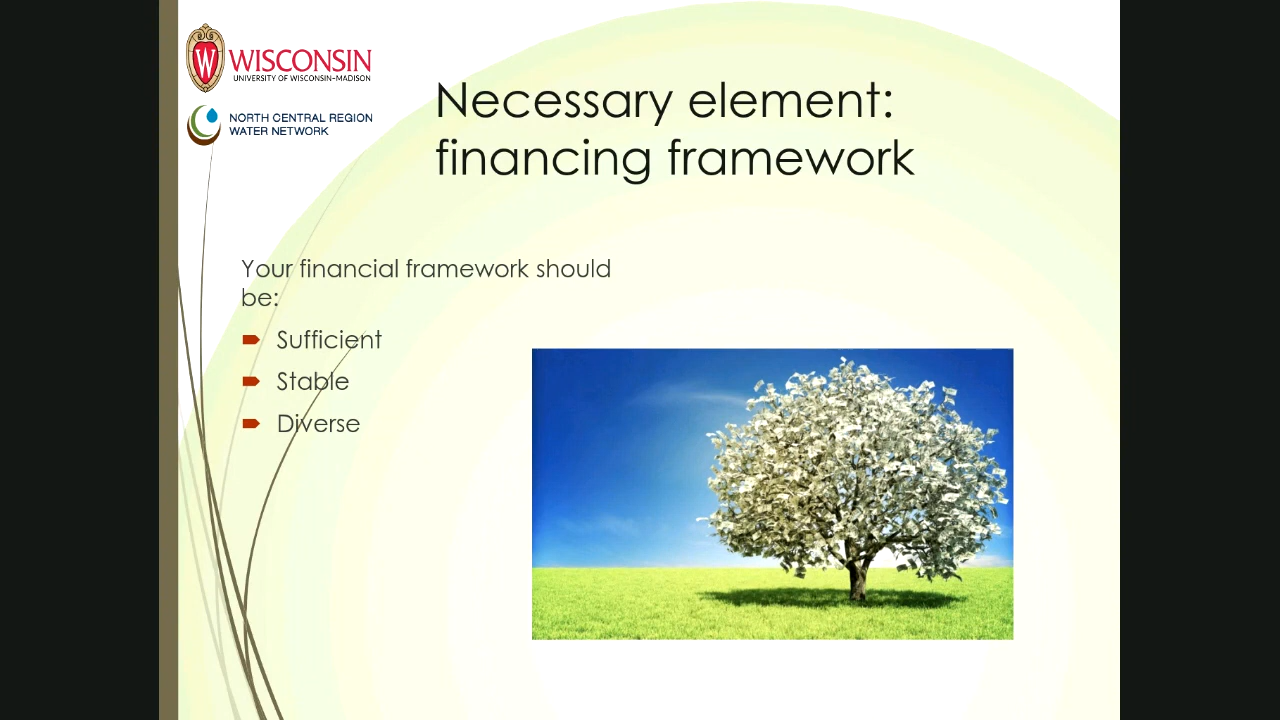 WISCONSIN
UNIVERSITY OF WISCONSIN–MADISON
NORTH CENTRAL REGION
WATER NETWORK
Necessary element:
financing framework
Your financial framework should
be:
Sufficient
Stable
Diverse